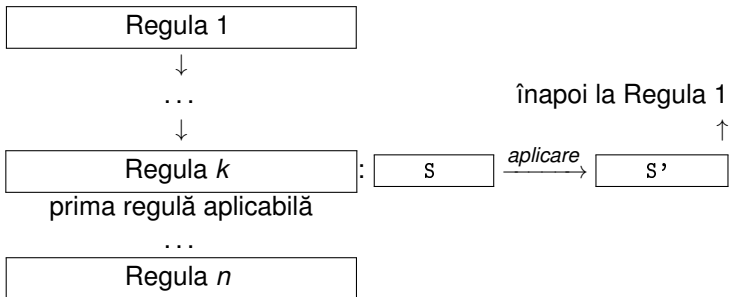 Regula 1
↓
. . .
înapoi la Regula 1
↓
↑
Regula k : S aplicare → S’
prima regulă aplicabilă
. . .
Regula n